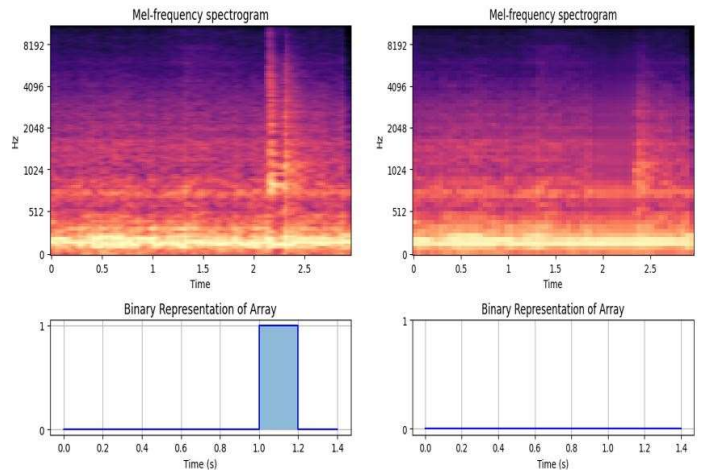 Mel-frequency spectrogram
8192
4096
2048
1024
512
0
Hz
0 0.5 1 1.5 2 2.5
Time
Mel-frequency spectrogram
8192
4096
2048
1024
512
0
Hz
0 0.5 1 1.5 2 2.5
Time
Binary Representation of Array
1
0
0.0 0.2 0.4 0.6 0.8 1.0 1.2 1.4
Time (s)
Binary Representation of Array
1
0
0.0 0.2 0.4 0.6 0.8 1.0 1.2 1.4
Time (s)